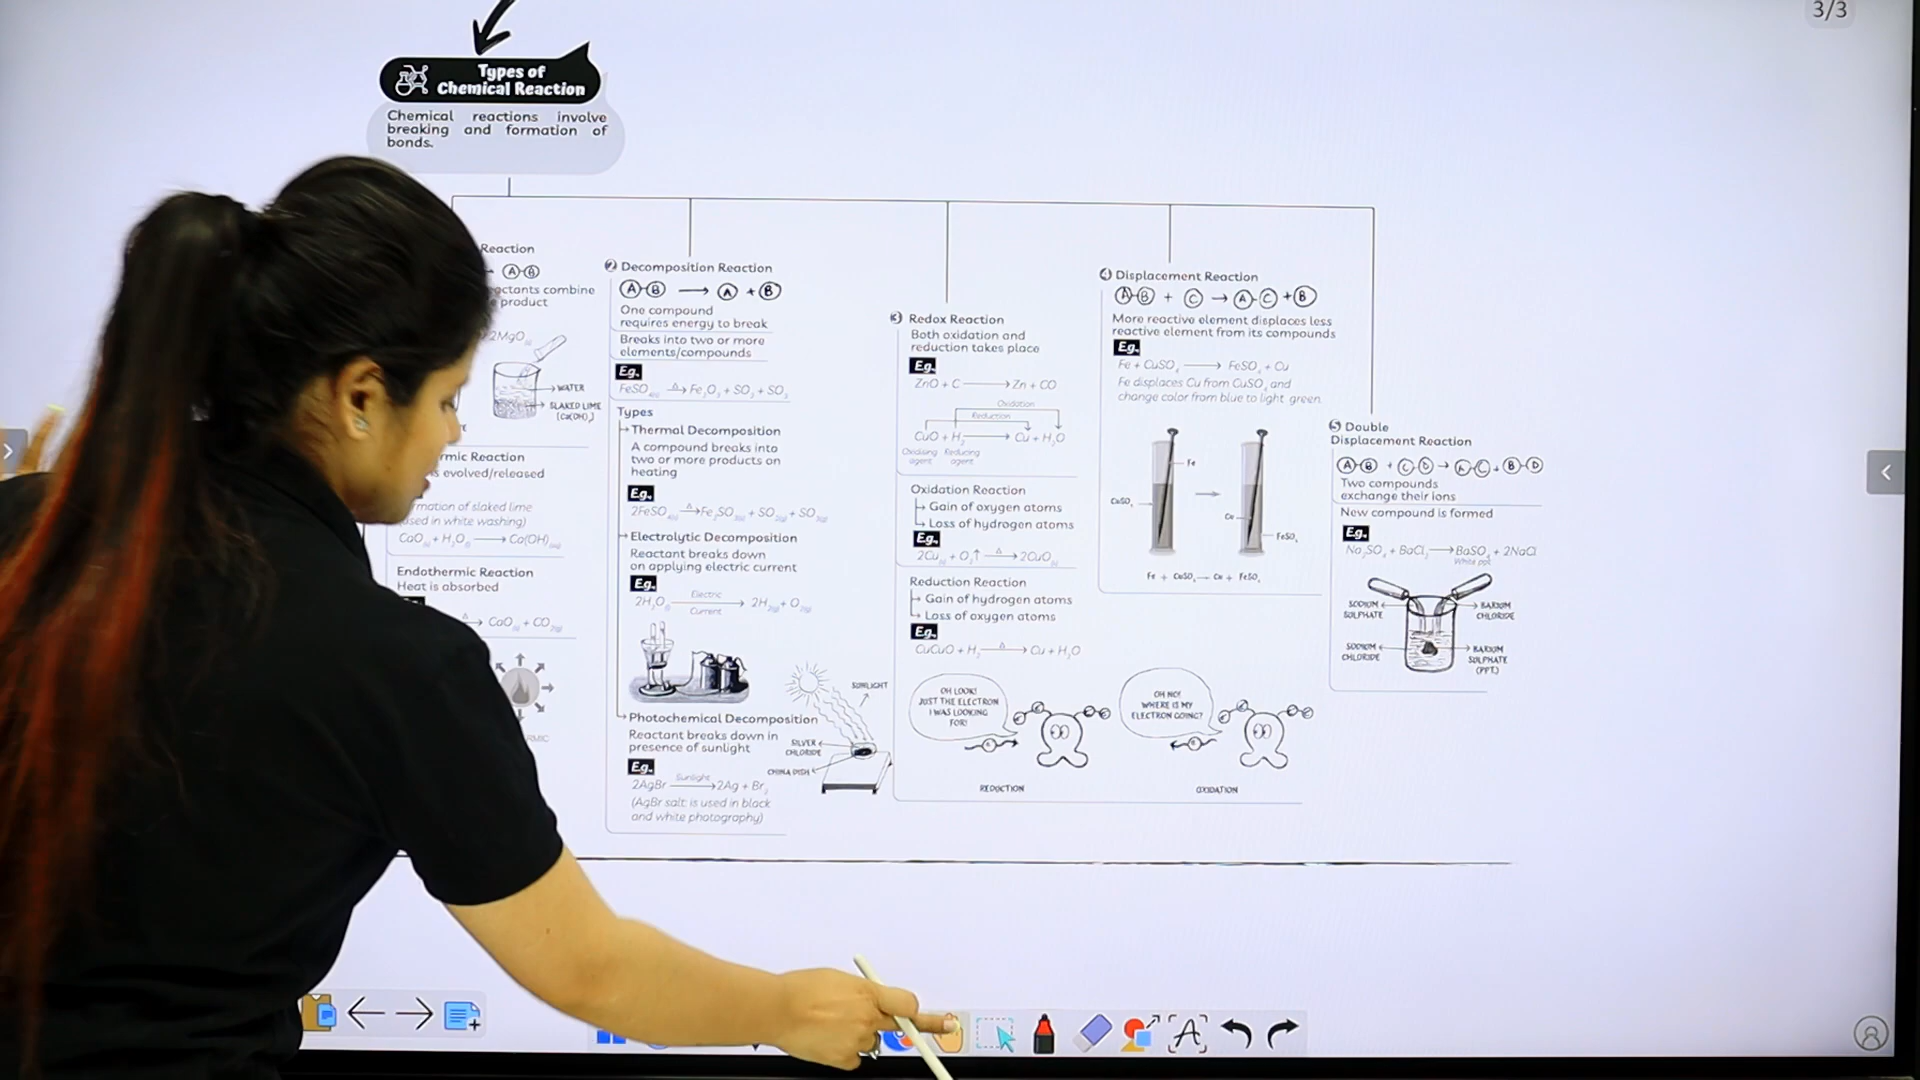 3/3
Types of
Chemical Reaction
Chemical reactions involve
breaking and formation of
bonds.
Reaction
A B
combine
product
2MgO
WATER
SLAKED LIME
(Ca(OH)₂)
Reaction
evolved/released
of slaked lime
in white washing)
CaO(s) + H₂O(l) → Ca(OH)₂(aq)
Endothermic Reaction
Heat is absorbed
Δ → CaO(s) + CO₂(g)
② Decomposition Reaction
A B → A + B
One compound
requires energy to break
Breaks into two or more
elements/compounds
Eg.
FeSO₄(s) Δ→ Fe₂O₃ + SO₂ + SO₃
Types
Thermal Decomposition
A compound breaks into
two or more products on
heating
Eg.
2FeSO₄(s) Δ→ Fe₂SO₃(s) + SO₂(g) + SO₃(g)
Electrolytic Decomposition
Reactant breaks down
on applying electric current
Eg.
2H₂O(l) Electric Current → 2H₂(g) + O₂(g)
Photochemical Decomposition
Reactant breaks down in
presence of sunlight
Eg.
2AgBr Sunlight → 2Ag + Br₂
(AgBr salt is used in black
and white photography)
SUNLIGHT
SILVER
CHLORIDE
CHINA DISH
③ Redox Reaction
Both oxidation and
reduction takes place
Eg.
ZnO + C → Zn + CO
Oxidation
Reduction
CuO + H₂ → Cu + H₂O
Oxidising
agent
Reducing
agent
Oxidation Reaction
Gain of oxygen atoms
Loss of hydrogen atoms
Eg.
2Cu(s) + O₂↑ Δ→ 2CuO(s)
Reduction Reaction
Gain of hydrogen atoms
Loss of oxygen atoms
Eg.
CuCuO + H₂ Δ→ Cu + H₂O
OH LOOK!
JUST THE ELECTRON
I WAS LOOKING
FOR!
REDUCTION
OH NO!
WHERE IS MY
ELECTRON GOING?
OXIDATION
④ Displacement Reaction
A B + C → A C + B
More reactive element displaces less
reactive element from its compounds
Eg.
Fe + CuSO₄ → FeSO₄ + Cu
Fe displaces Cu from CuSO₄ and
change color from blue to light green
Fe
CuSO₄
Cu
FeSO₄
Fe + CuSO₄ → Cu + FeSO₄
⑤ Double
Displacement Reaction
A B + C D → A C + B D
Two compounds
exchange their ions
New compound is formed
Eg.
Na₂SO₄ + BaCl₂ → BaSO₄ + 2NaCl
White ppt
SODIUM
SULPHATE
BARIUM
CHLORIDE
SODIUM
CHLORIDE
BARIUM
SULPHATE
(PPT.)
A